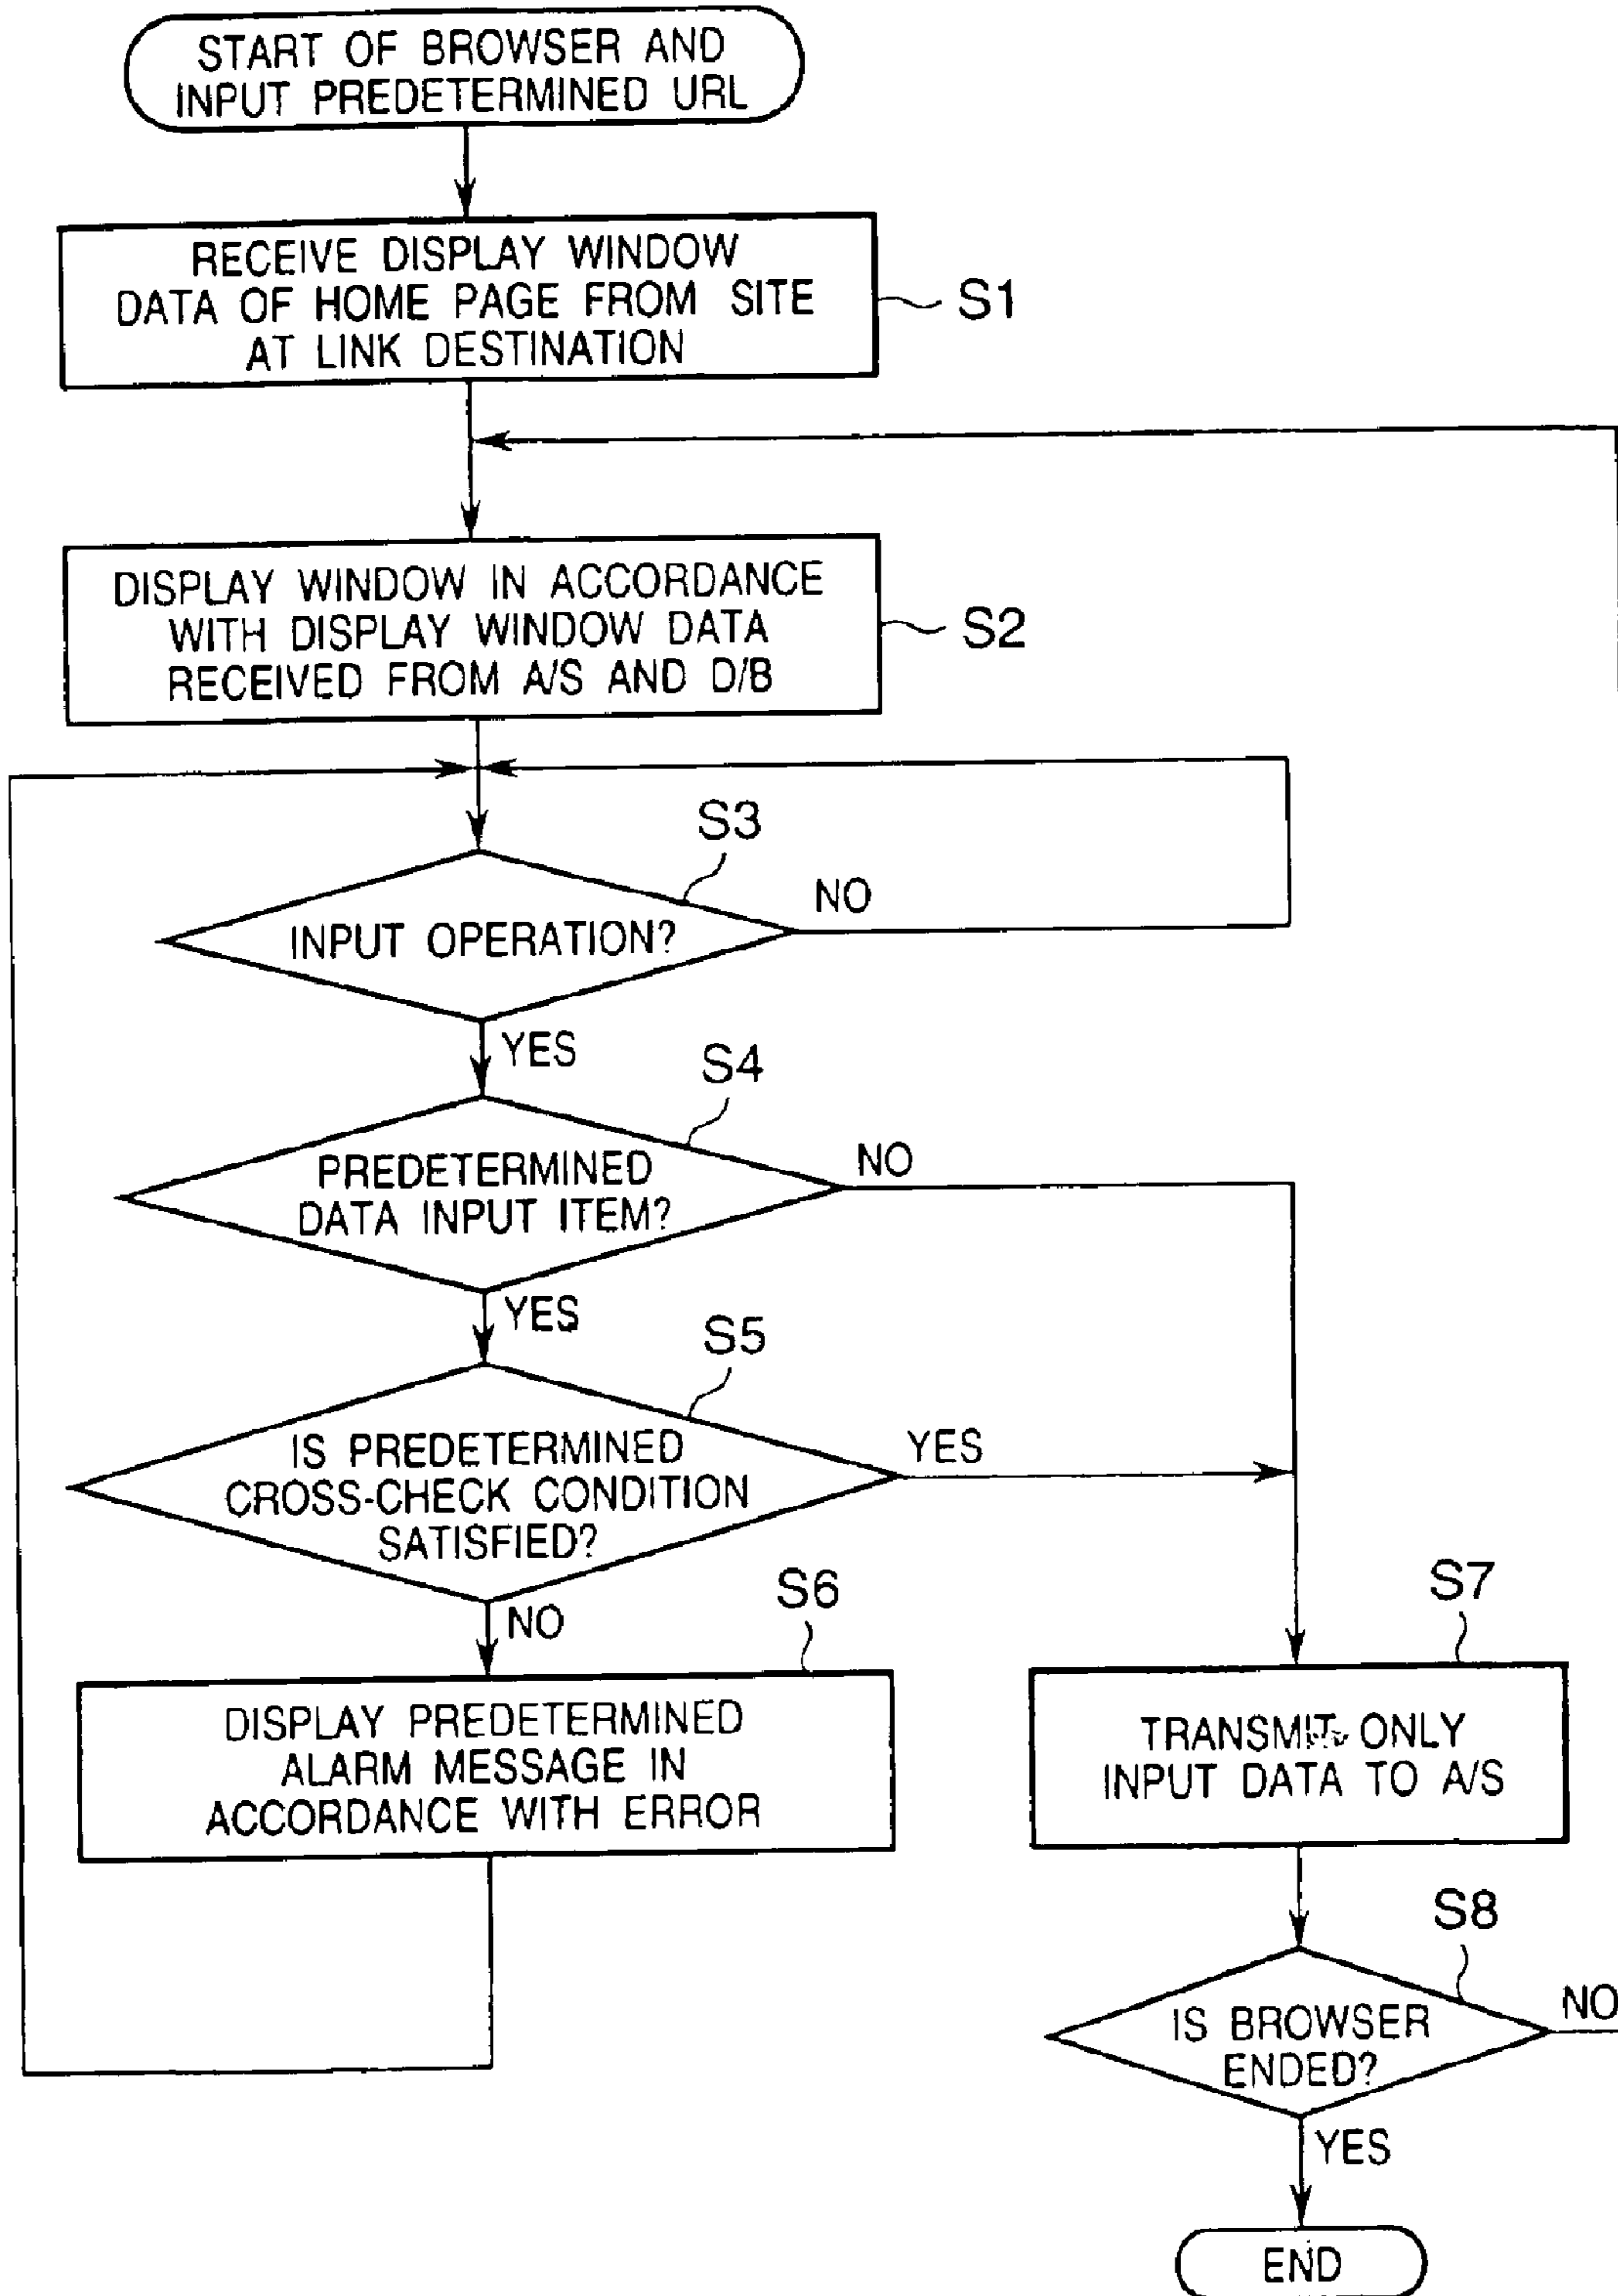 START OF BROWSER AND
INPUT PREDETERMINED URL
RECEIVE DISPLAY WINDOW
DATA OF HOME PAGE FROM SITE
AT LINK DESTINATION
S1
DISPLAY WINDOW IN ACCORDANCE
WITH DISPLAY WINDOW DATA
RECEIVED FROM A/S AND D/B
S2
S3
INPUT OPERATION?
NO
YES
S4
PREDETERMINED
DATA INPUT ITEM?
NO
YES
S5
IS PREDETERMINED
CROSS-CHECK CONDITION
SATISFIED?
YES
NO
S6
DISPLAY PREDETERMINED
ALARM MESSAGE IN
ACCORDANCE WITH ERROR
S7
TRANSMIT ONLY
INPUT DATA TO A/S
S8
IS BROWSER
ENDED?
NO
YES
END